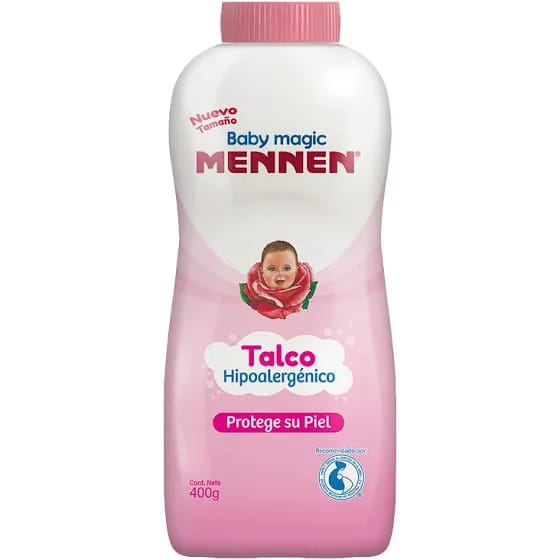 Nuevo
Tamaño
Baby magic
MENNEN®
Talco
Hipoalergénico
Protege su Piel
Recomendado por
Cont. Neto
400g